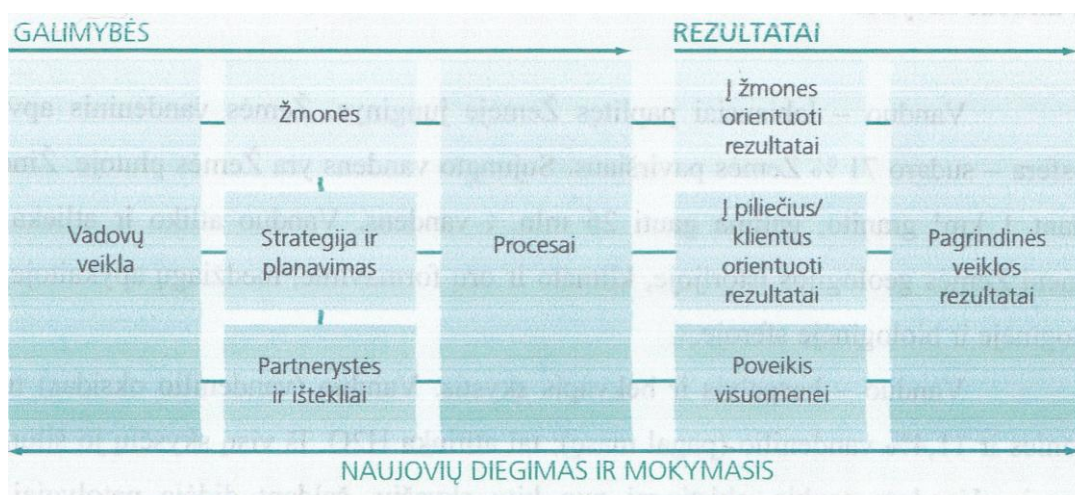 GALIMYBĖS
REZULTATAI
Vadovų
veikla
Žmonės
Strategija ir
planavimas
Partnerystės
ir ištekliai
Procesai
Į žmones
orientuoti
rezultatai
Į piliečius/
klientus
orientuoti
rezultatai
Poveikis
visuomenei
Pagrindinės
veiklos
rezultatai
NAUJOVIŲ DIEGIMAS IR MOKYMASIS